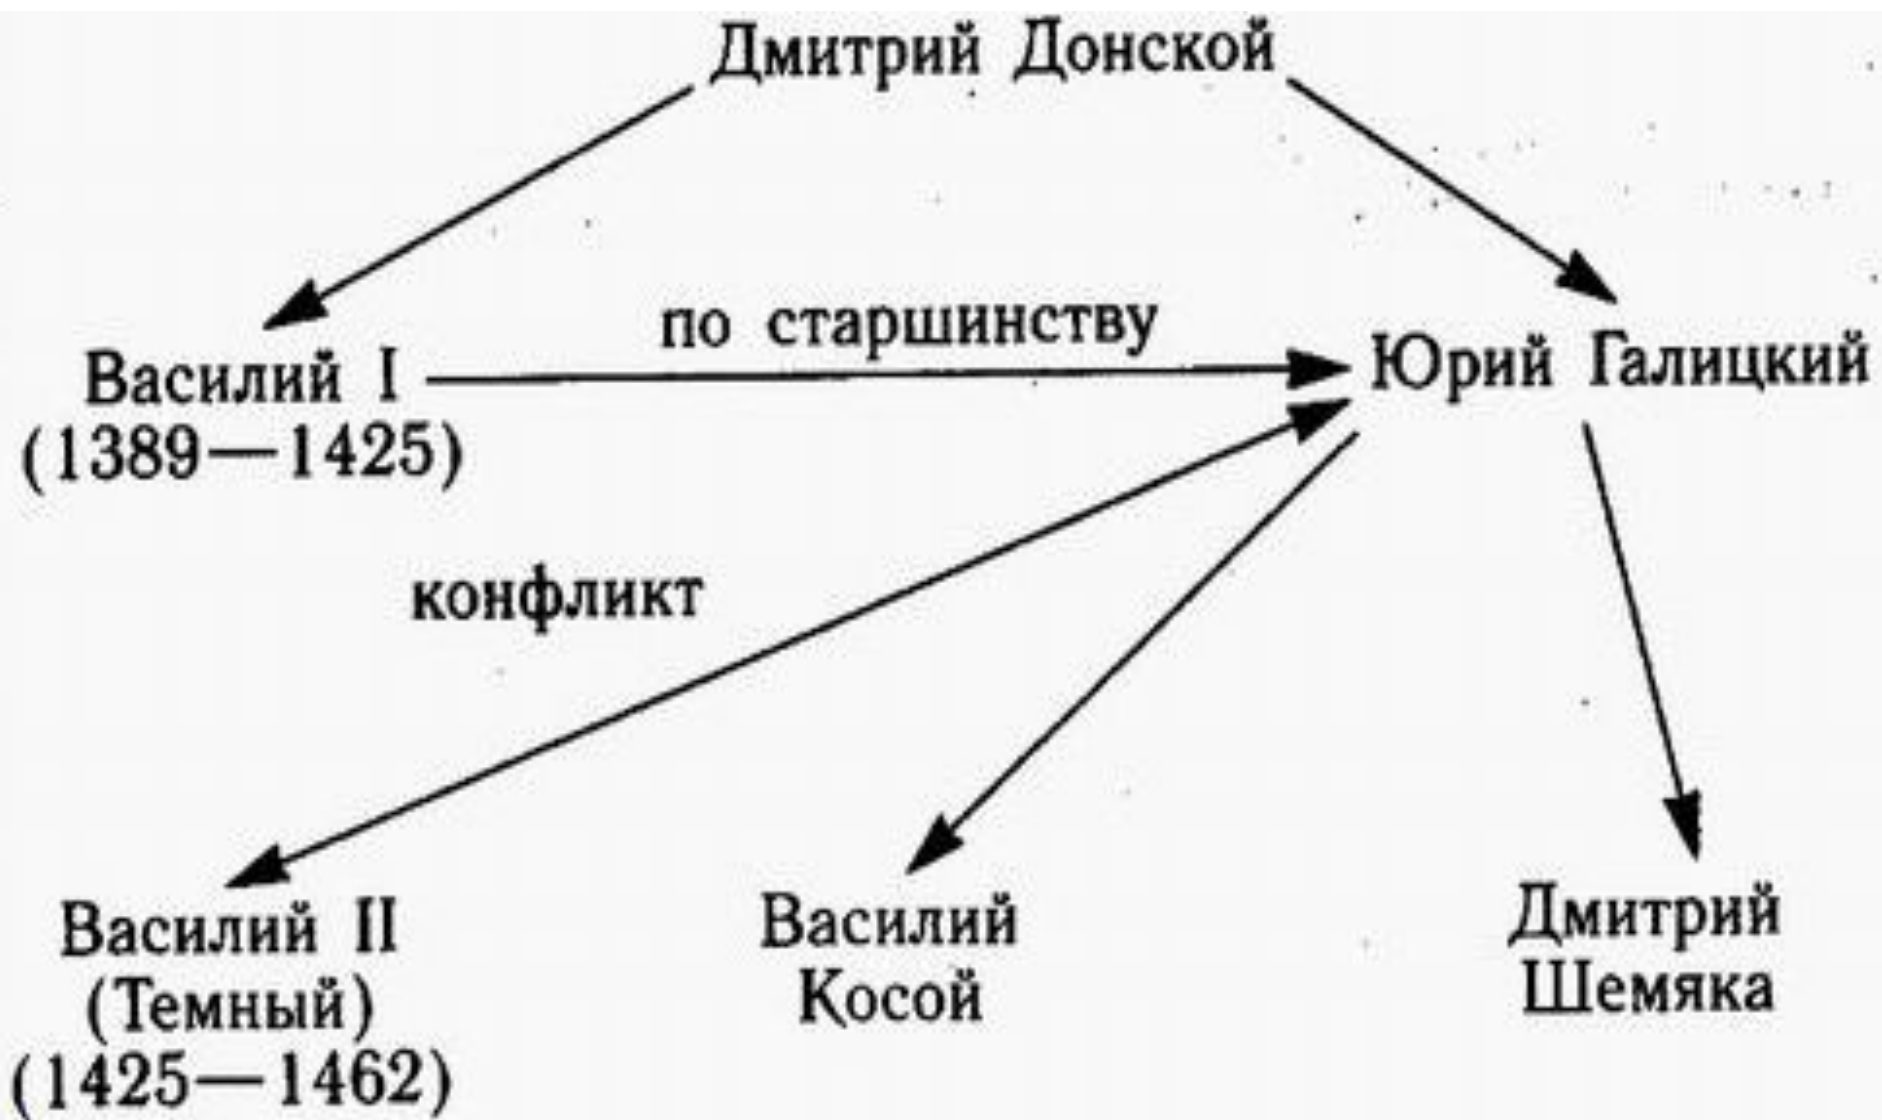 Дмитрий Донской
по старшинству
Василий I
(1389—1425)
Юрий Галицкий
конфликт
Василий II
(Темный)
(1425—1462)
Василий
Косой
Дмитрий
Шемяка